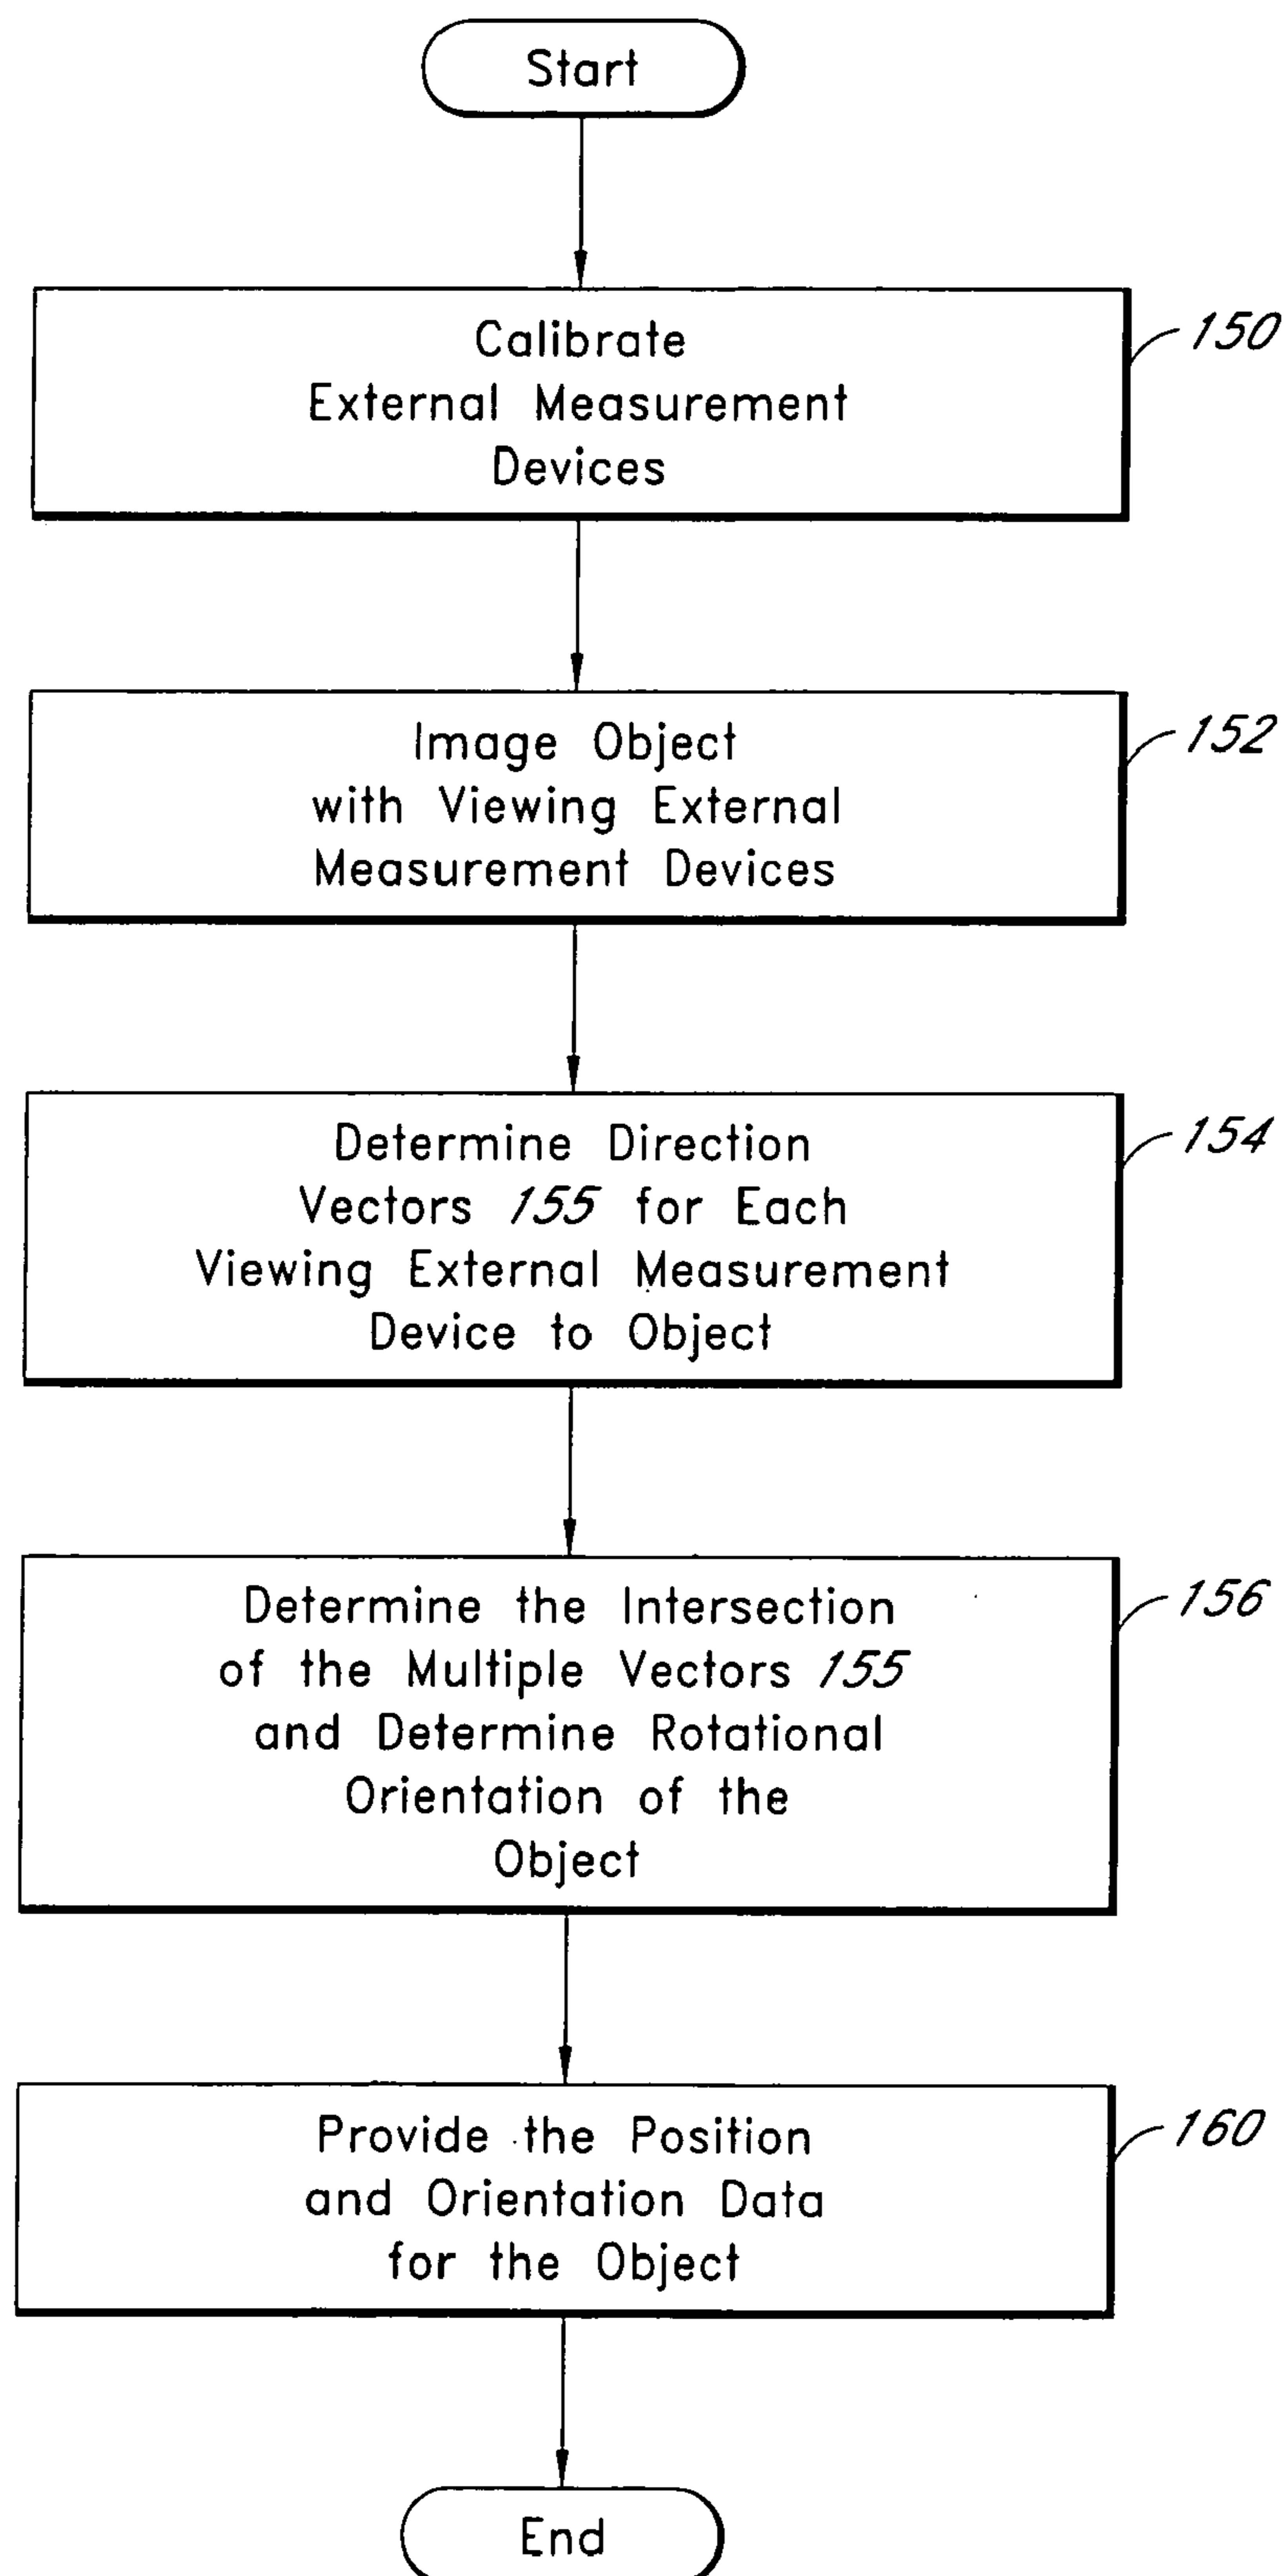 Start
Calibrate
External Measurement
Devices
150
Image Object
with Viewing External
Measurement Devices
152
Determine Direction
Vectors 155 for Each
Viewing External Measurement
Device to Object
154
Determine the Intersection
of the Multiple Vectors 155
and Determine Rotational
Orientation of the
Object
156
Provide the Position
and Orientation Data
for the Object
160
End